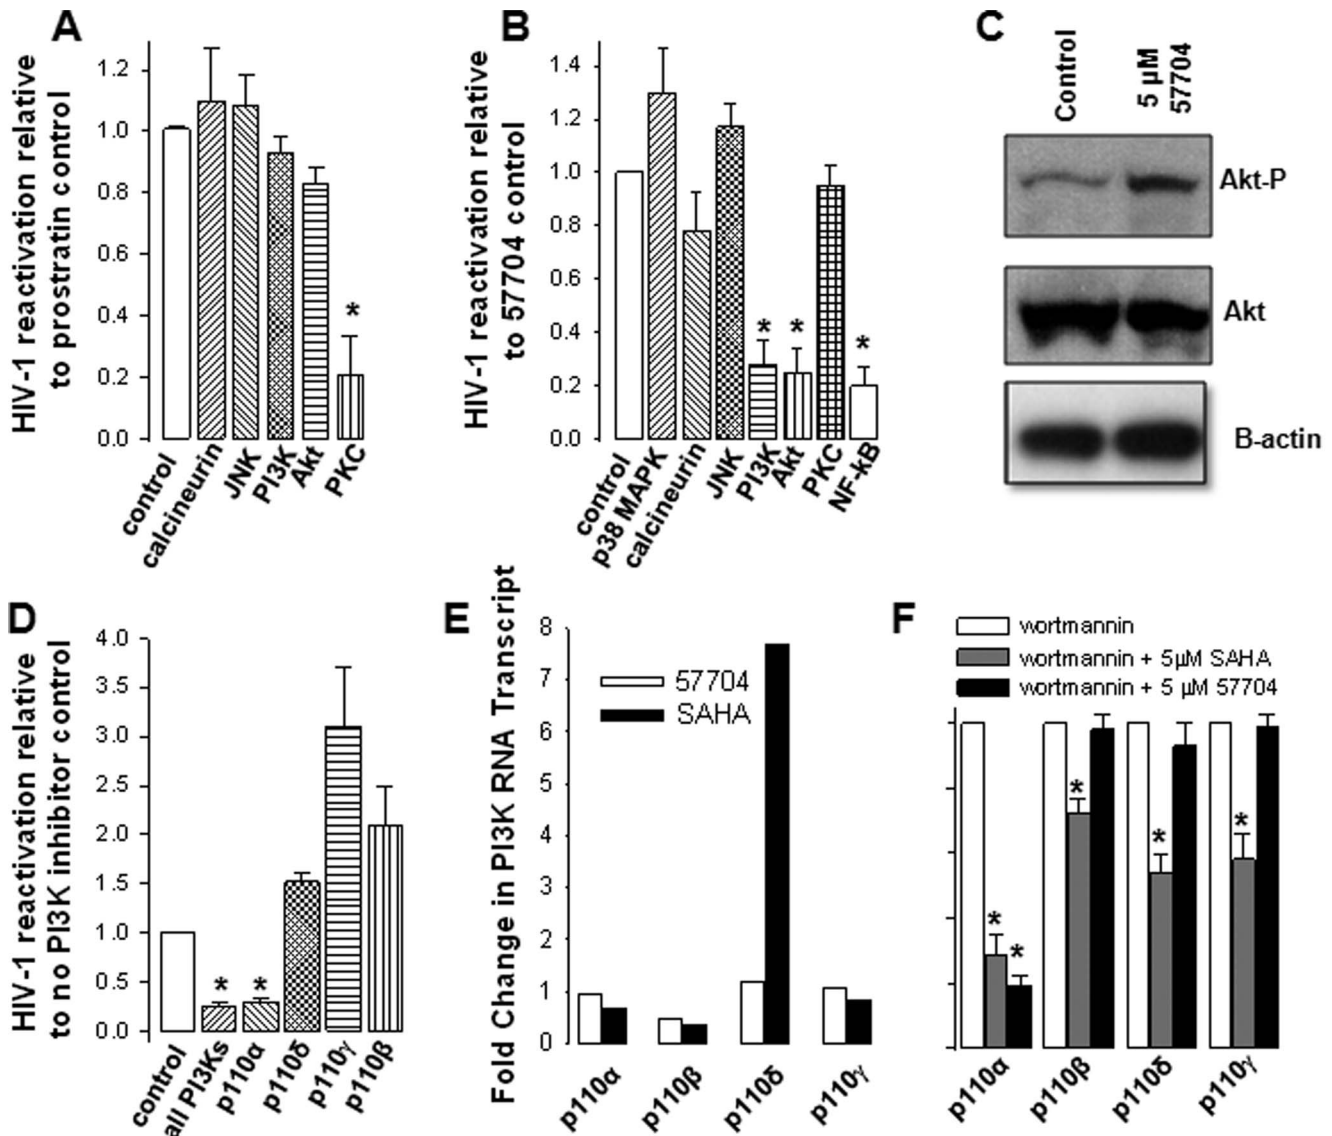 A
HIV-1 reactivation relative
to prostratin control
1.2
1.0
0.8
0.6
0.4
0.2
0.0
*
control
calcineurin
JNK
PI3K
Akt
PKC
B
HIV-1 reactivation relative
to 57704 control
1.4
1.2
1.0
0.8
0.6
0.4
0.2
0.0
* * *
control
p38 MAPK
calcineurin
JNK
PI3K
Akt
PKC
NF-kB
C
Control
5 µM
57704
Akt-P
Akt
B-actin
D
HIV-1 reactivation relative
to no PI3K inhibitor control
4.0
3.0
2.5
2.0
1.5
1.0
0.5
0.0
* *
control
all PI3Ks
p110α
p110δ
p110γ
p110β
E
Fold Change in PI3K RNA Transcript
8
7
6
5
4
3
2
1
0
57704
SAHA
p110α
p110β
p110δ
p110γ
F
wortmannin
wortmannin + 5µM SAHA
wortmannin + 5 µM 57704
* * * * *
p110α
p110β
p110δ
p110γ